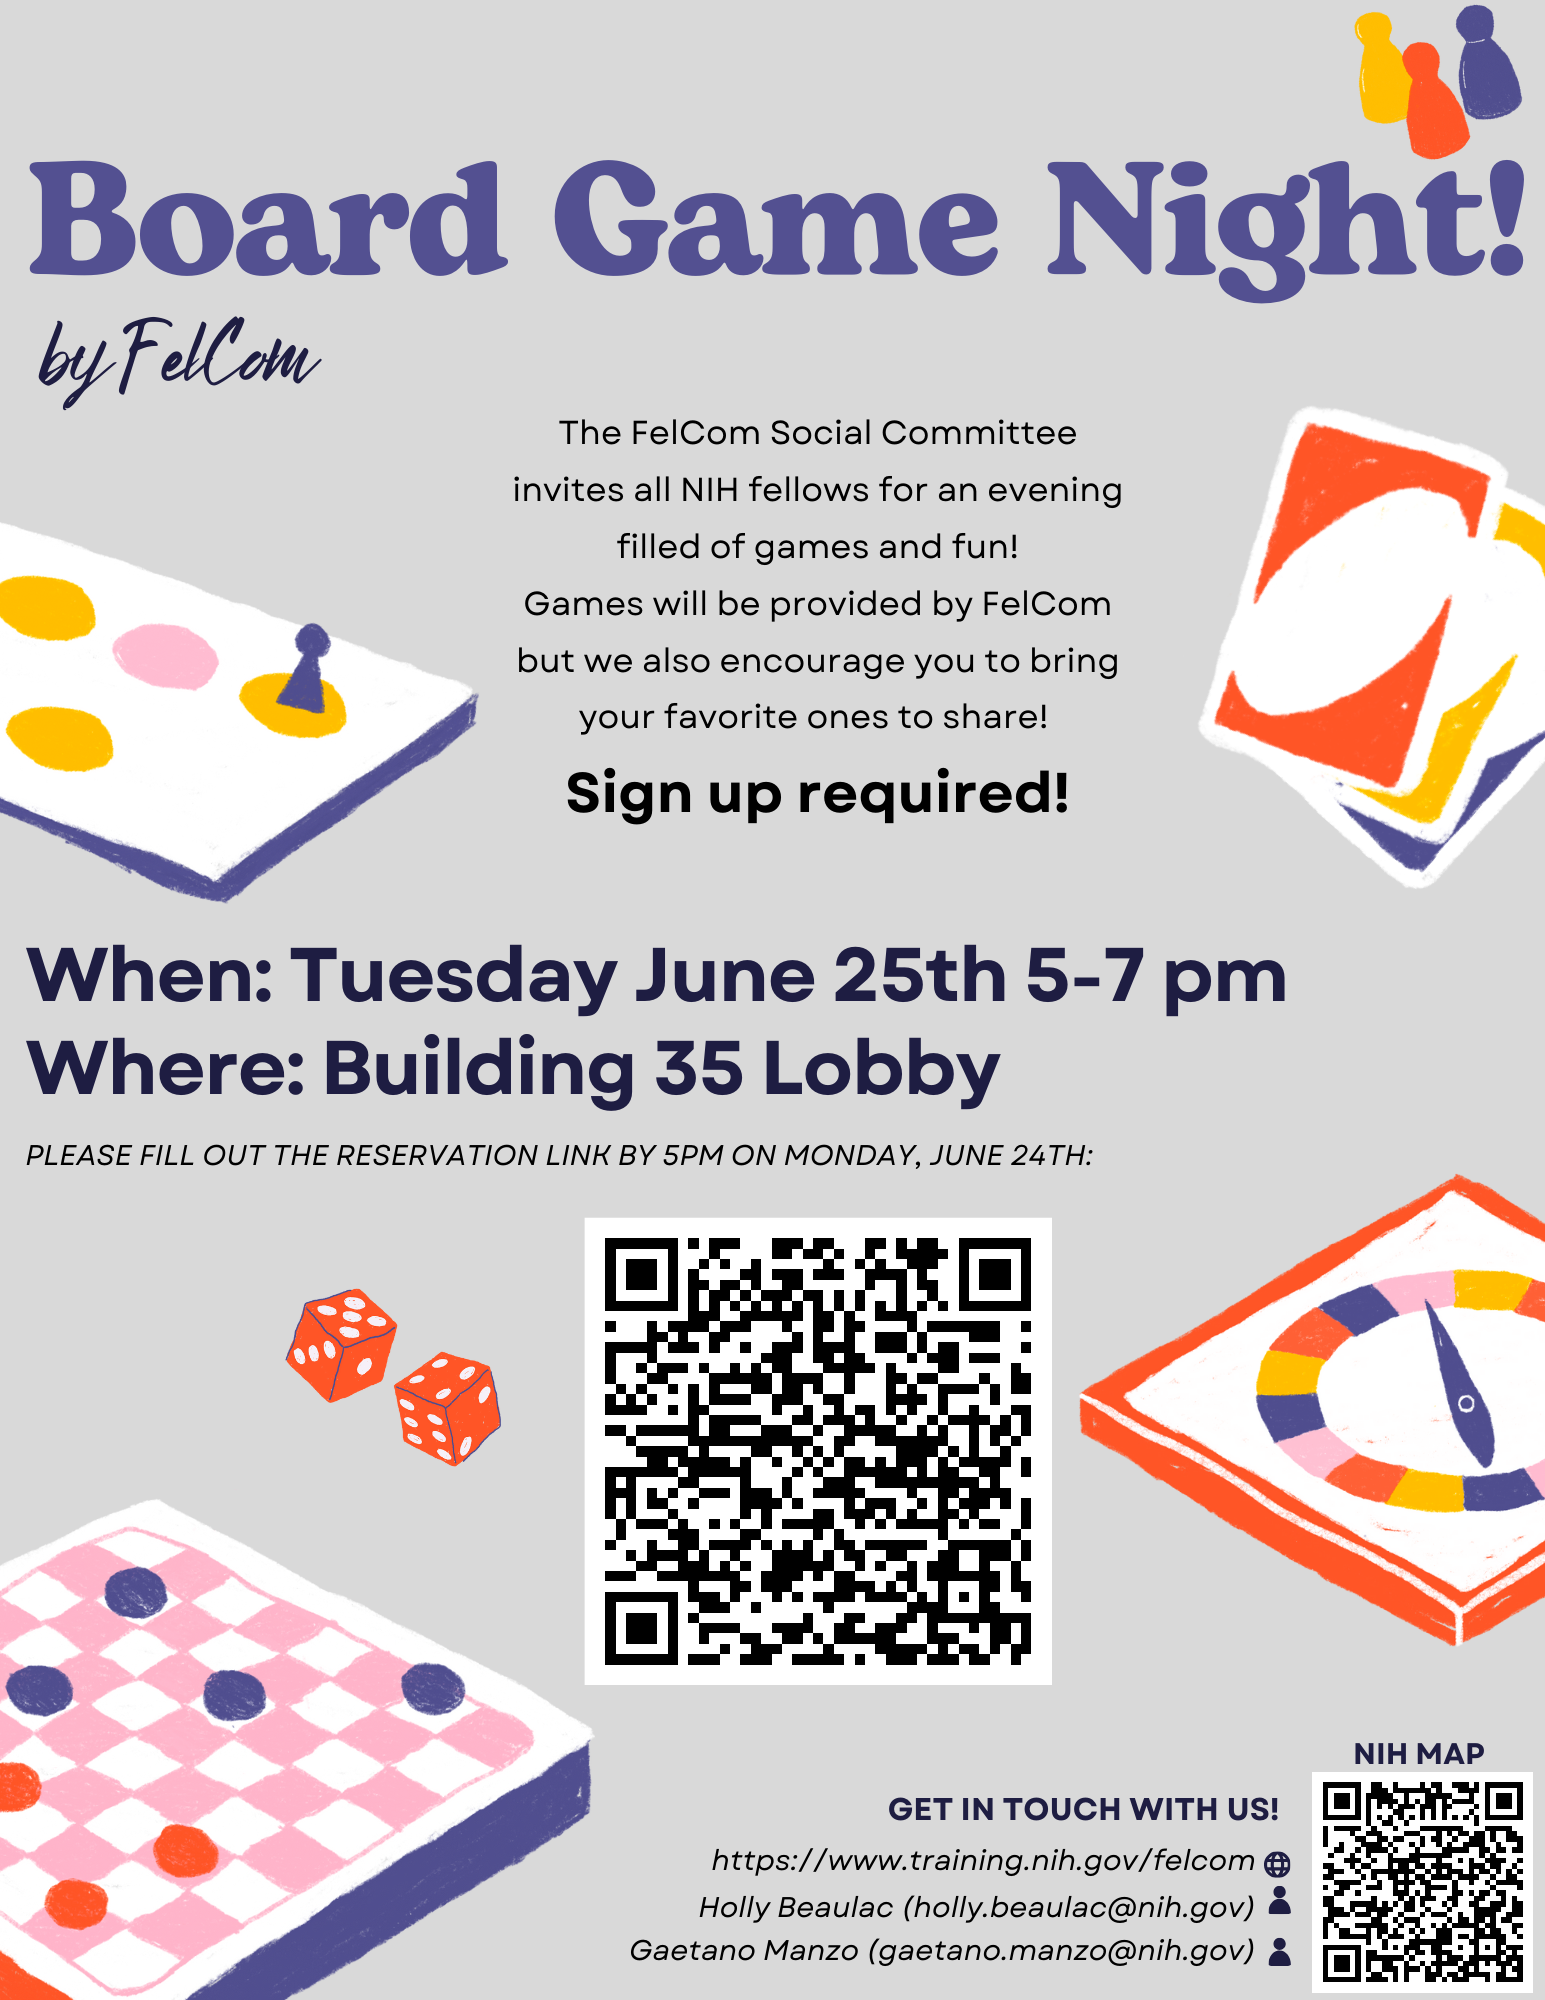 Board Game Night!
by FelCom
The FelCom Social Committee
invites all NIH fellows for an evening
filled of games and fun!
Games will be provided by FelCom
but we also encourage you to bring
your favorite ones to share!
Sign up required!
When: Tuesday June 25th 5-7 pm
Where: Building 35 Lobby
PLEASE FILL OUT THE RESERVATION LINK BY 5PM ON MONDAY, JUNE 24TH:
NIH MAP
GET IN TOUCH WITH US!
https://www.training.nih.gov/felcom
Holly Beaulac (holly.beaulac@nih.gov)
Gaetano Manzo (gaetano.manzo@nih.gov)